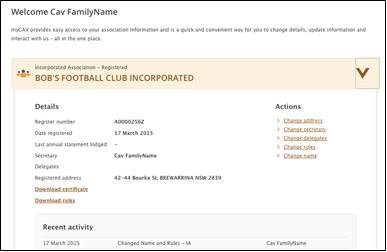 Welcome Cav FamilyName
myCAV provides easy access to your association information and is a quick and convenient way for you to change details, update information and
interact with us - all in the one place.
Incorporated Association - Registered
BOB'S FOOTBALL CLUB INCORPORATED
Details
Register number A0000256Z
Date registered 17 March 2015
Last annual statement lodged -
Secretary Cav FamilyName
Delegates
Registered address 42-44 Bourke St, BREWARRINA NSW 2839
Download certificate
Download rules
Actions
Change address
Change secretary
Change delegates
Change rules
Change name
Recent activity
17 March 2015 Changed Name and Rules - IA Cav FamilyName